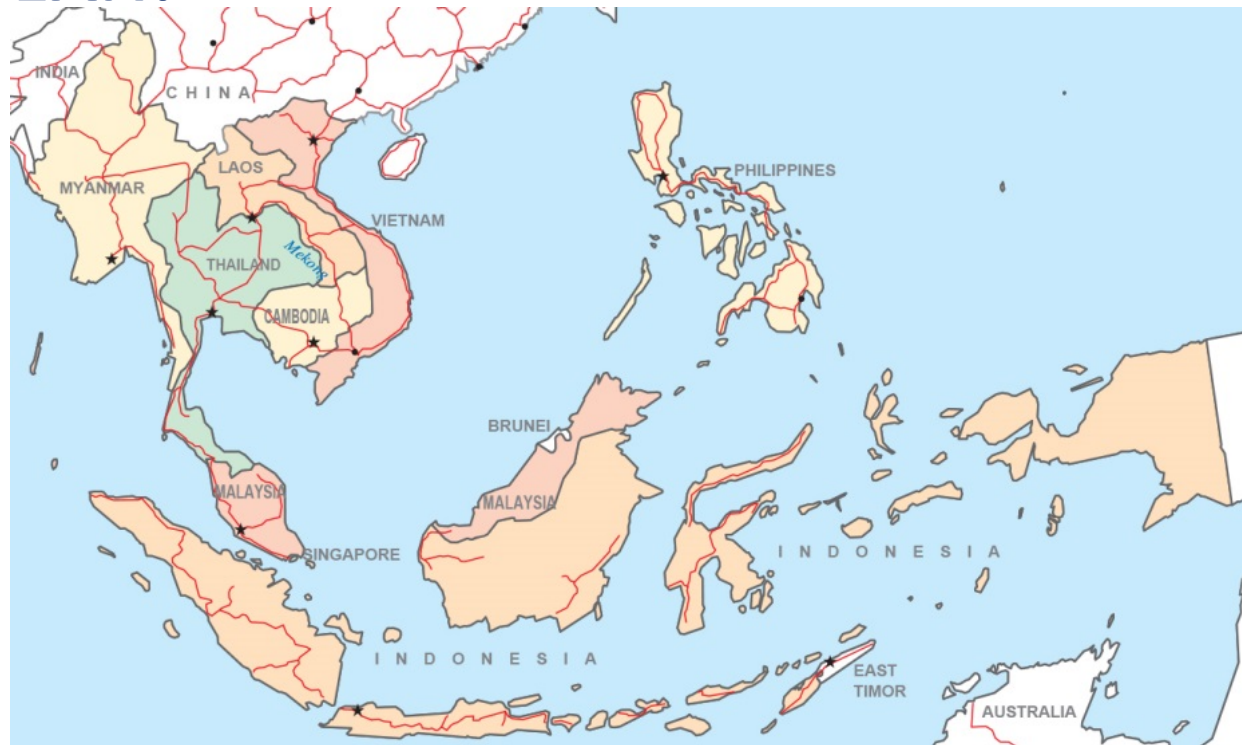 INDIA
CHINA
LAOS
MYANMAR
PHILIPPINES
VIETNAM
Mekong
THAILAND
CAMBODIA
BRUNEI
MALAYSIA
MALAYSIA
SINGAPORE
INDONESIA
INDONESIA
EAST
TIMOR
AUSTRALIA